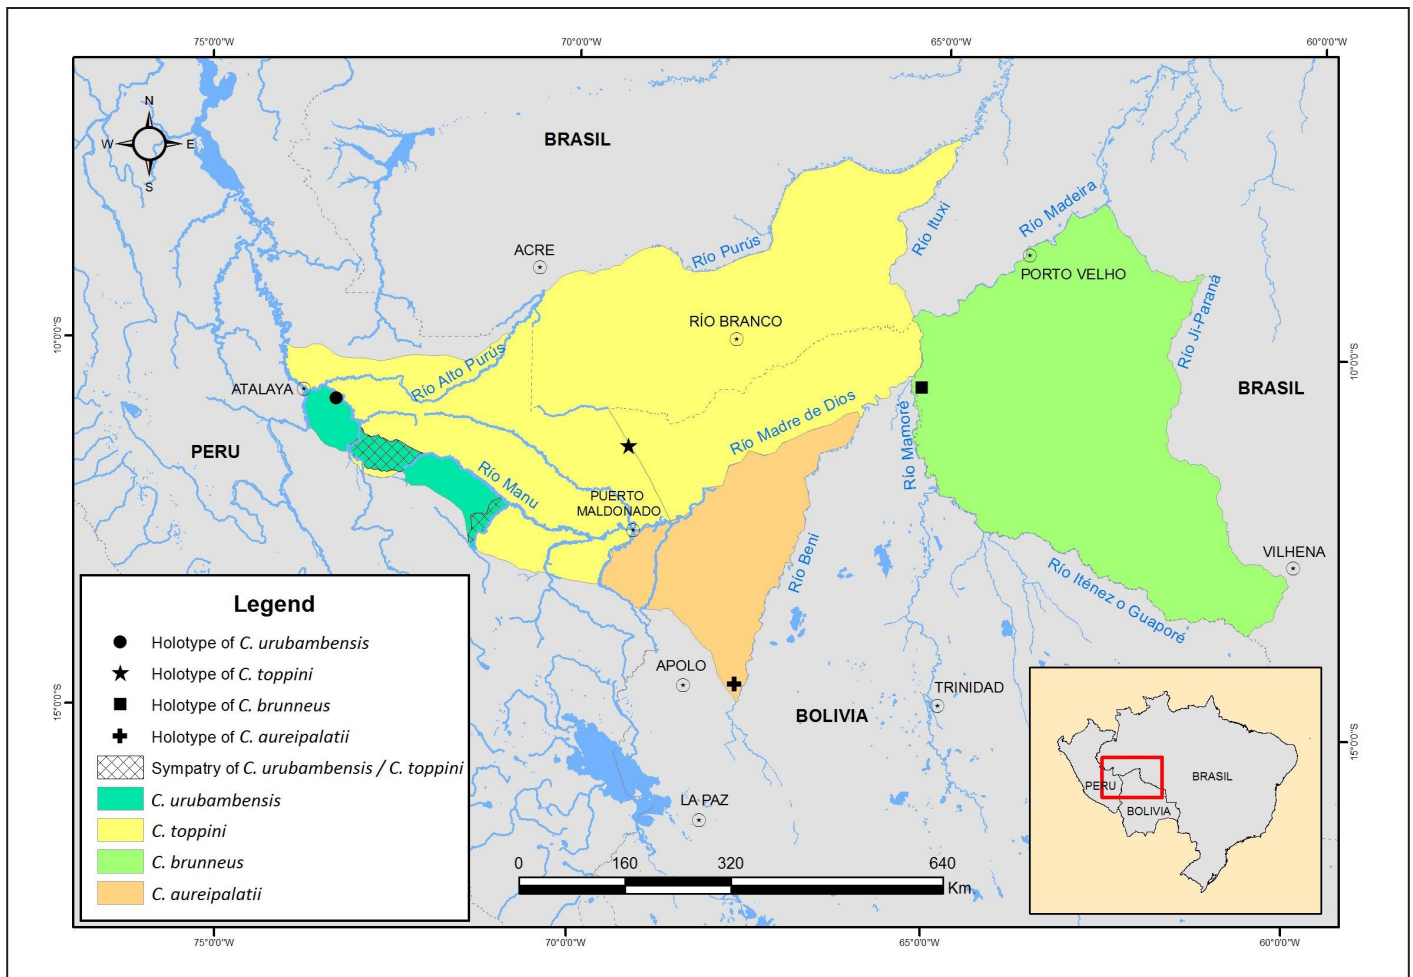 75°0'0"W
70°0'0"W
65°0'0"W
60°0'0"W
N
W
E
S
BRASIL
ACRE
Río Purús
Río Ituxi
Río Madeira
PORTO VELHO
Río Ji-Paraná
RÍO BRANCO
10°0'0"S
10°0'0"S
ATALAYA
Río Alto Purús
BRASIL
PERU
Río Madre de Dios
Río Mamoré
Río Manu
PUERTO
MALDONADO
Río Beni
VILHENA
Río Iténez o Guaporé
APOLO
TRINIDAD
BOLIVIA
15°0'0"S
15°0'0"S
LA PAZ
Legend
Holotype of C. urubambensis
Holotype of C. toppini
Holotype of C. brunneus
Holotype of C. aureipalatii
Sympatry of C. urubambensis / C. toppini
C. urubambensis
C. toppini
C. brunneus
C. aureipalatii
0 160 320 640
Km.
BRASIL
PERU
BOLIVIA
75°0'0"W
70°0'0"W
65°0'0"W
60°0'0"W